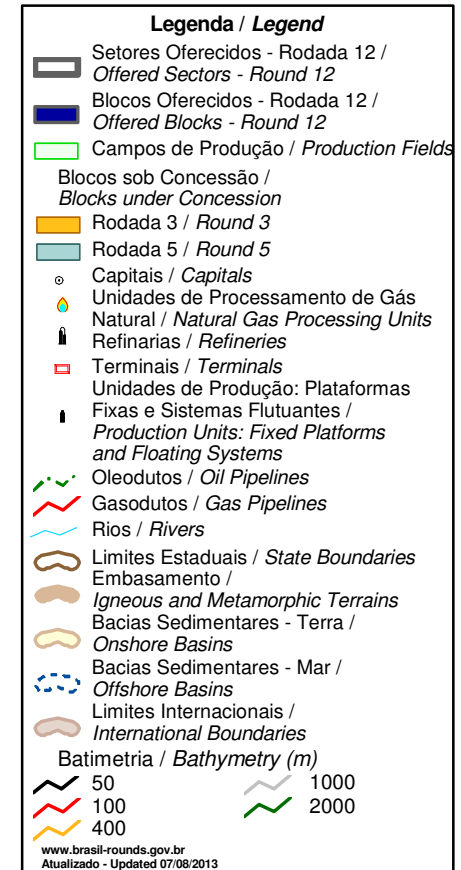 Legenda / Legend
Setores Oferecidos - Rodada 12 /
Offered Sectors - Round 12
Blocos Oferecidos - Rodada 12 /
Offered Blocks - Round 12
Campos de Produção / Production Fields
Blocos sob Concessão /
Blocks under Concession
Rodada 3 / Round 3
Rodada 5 / Round 5
Capitais / Capitals
Unidades de Processamento de Gás
Natural / Natural Gas Processing Units
Refinarias / Refineries
Terminais / Terminals
Unidades de Produção: Plataformas
Fixas e Sistemas Flutuantes /
Production Units: Fixed Platforms
and Floating Systems
Oleodutos / Oil Pipelines
Gasodutos / Gas Pipelines
Rios / Rivers
Limites Estaduais / State Boundaries
Embasamento /
Igneous and Metamorphic Terrains
Bacias Sedimentares - Terra /
Onshore Basins
Bacias Sedimentares - Mar /
Offshore Basins
Limites Internacionais /
International Boundaries
Batimetria / Bathymetry (m)
50 1000
100 2000
400
www.brasil-rounds.gov.br
Atualizado - Updated 07/08/2013